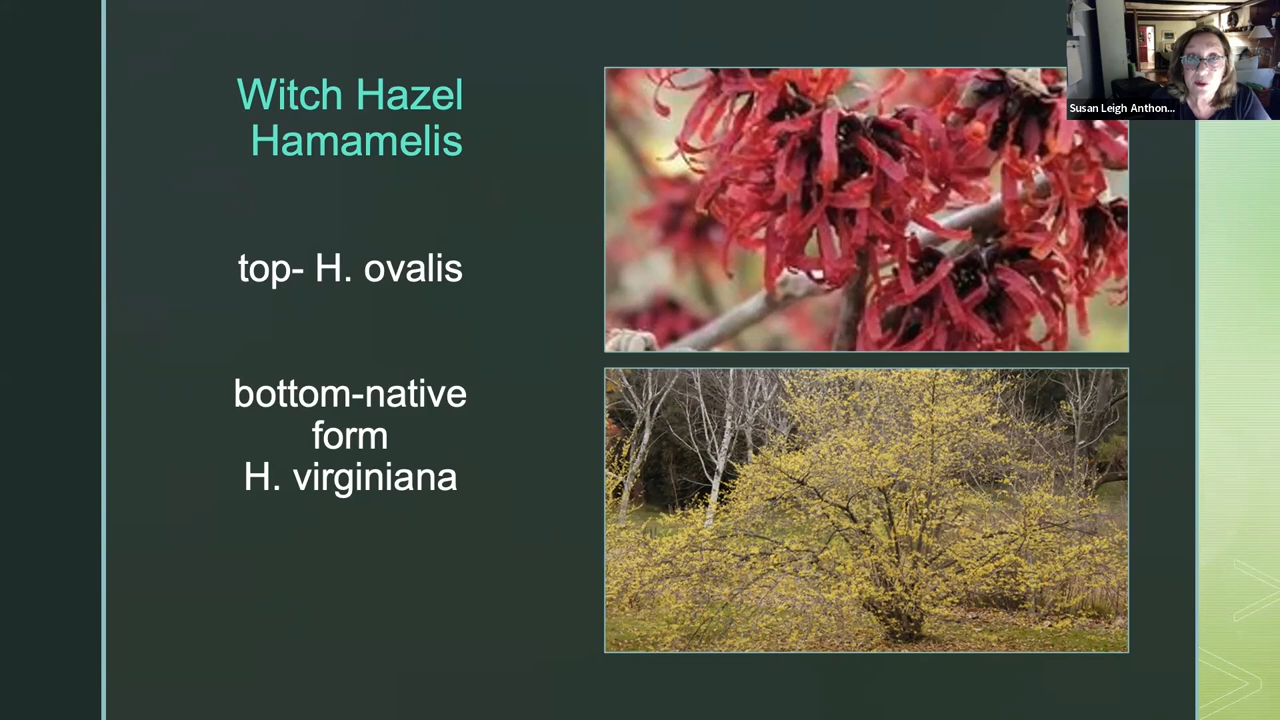 Witch Hazel
Hamamelis
top- H. ovalis
bottom-native
form
H. virginiana
Susan Leigh Anthon...